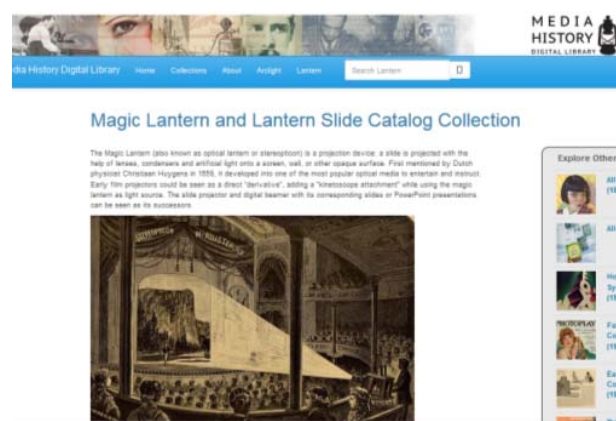 MEDIA
HISTORY
DIGITAL LIBRARY
dia History Digital Library Home Collections About Arclight Lantern Search Lantern
Magic Lantern and Lantern Slide Catalog Collection
Explore Other
The Magic Lantern (also known as optical lantern or stereopticon) is a projection device: a slide is projected with the
help of lenses, condensers and artificial light onto a screen, wall, or other opaque surface. First mentioned by Dutch
physicist Christiaan Huygens in 1659, it developed into one of the most popular optical media to entertain and instruct.
Early film projectors could be seen as a direct "derivative", adding a "kinetoscope attachment" while using the magic
lantern as light source. The slide projector and digital beamer with its corresponding slides or PowerPoint presentations
can be seen as its successors.
PHOTOPLAY